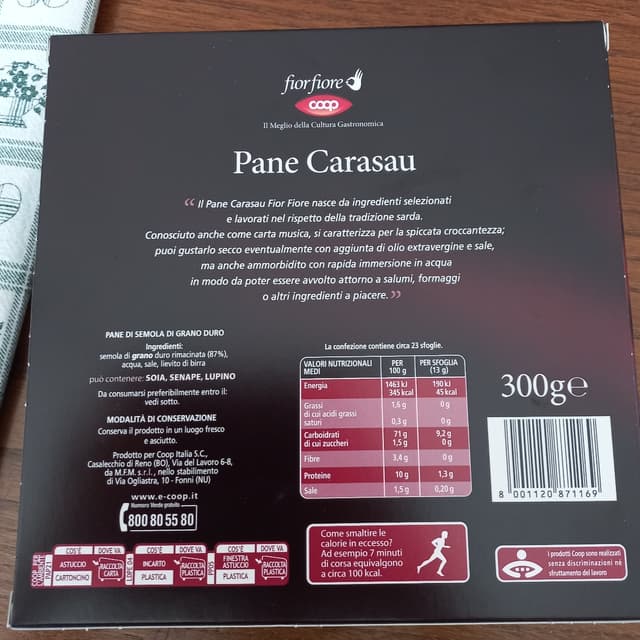 fiorfiore
coop
Il Meglio della Cultura Gastronomica
Pane Carasau
“ Il Pane Carasau Fior Fiore nasce da ingredienti selezionati
e lavorati nel rispetto della tradizione sarda.
Conosciuto anche come carta musica, si caratterizza per la spiccata croccantezza;
puoi gustarlo secco eventualmente con aggiunta di olio extravergine e sale,
ma anche ammorbidito con rapida immersione in acqua
in modo da poter essere avvolto attorno a salumi, formaggi
o altri ingredienti a piacere. ”
PANE DI SEMOLA DI GRANO DURO
Ingredienti:
semola di grano duro rimacinata (87%),
acqua, sale, lievito di birra
può contenere: SOIA, SENAPE, LUPINO
Da consumarsi preferibilmente entro il:
vedi sotto.
MODALITÀ DI CONSERVAZIONE
Conserva il prodotto in un luogo fresco
e asciutto.
Prodotto per Coop Italia S.C.,
Casalecchio di Reno (BO), Via del Lavoro 6-8,
da M.F.M. s.r.l., nello stabilimento
di Via Ogliastra, 10 - Fonni (NU)
www.e-coop.it
Numero Verde gratuito
800 80 55 80
La confezione contiene circa 23 sfoglie.
VALORI NUTRIZIONALI MEDI PER 100 g PER SFOGLIA (13 g)
Energia 1463 kJ 190 kJ
345 kcal 45 kcal
Grassi 1,6 g 0 g
di cui acidi grassi
saturi 0,3 g 0 g
Carboidrati 71 g 9,2 g
di cui zuccheri 1,5 g 0 g
Fibre 3,4 g 0 g
Proteine 10 g 1,3 g
Sale 1,5 g 0,20 g
300g e
8 001120 871169
COOP
PAP21
COS'È DOVE VA
ASTUCCIO RACCOLTA CARTA
CARTONCINO
LDPE 04
COS'È DOVE VA
INCARTO RACCOLTA PLASTICA
PLASTICA
COS'È DOVE VA
FINESTRA ASTUCCIO RACCOLTA PLASTICA
PLASTICA
Come smaltire le
calorie in eccesso?
Ad esempio 7 minuti
di corsa equivalgono
a circa 100 kcal.
I prodotti Coop sono realizzati
senza discriminazioni né
sfruttamento del lavoro